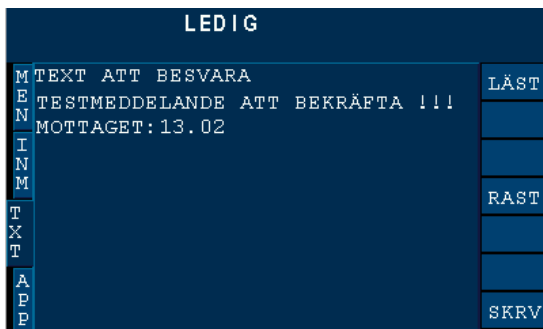 LEDIG
TEXT ATT BESVARA
TESTMEDDELANDE ATT BEKRÄFTA !!!
MOTTAGET:13.02
MEN
INM
TXT
APP
LÄST
RAST
SKRV